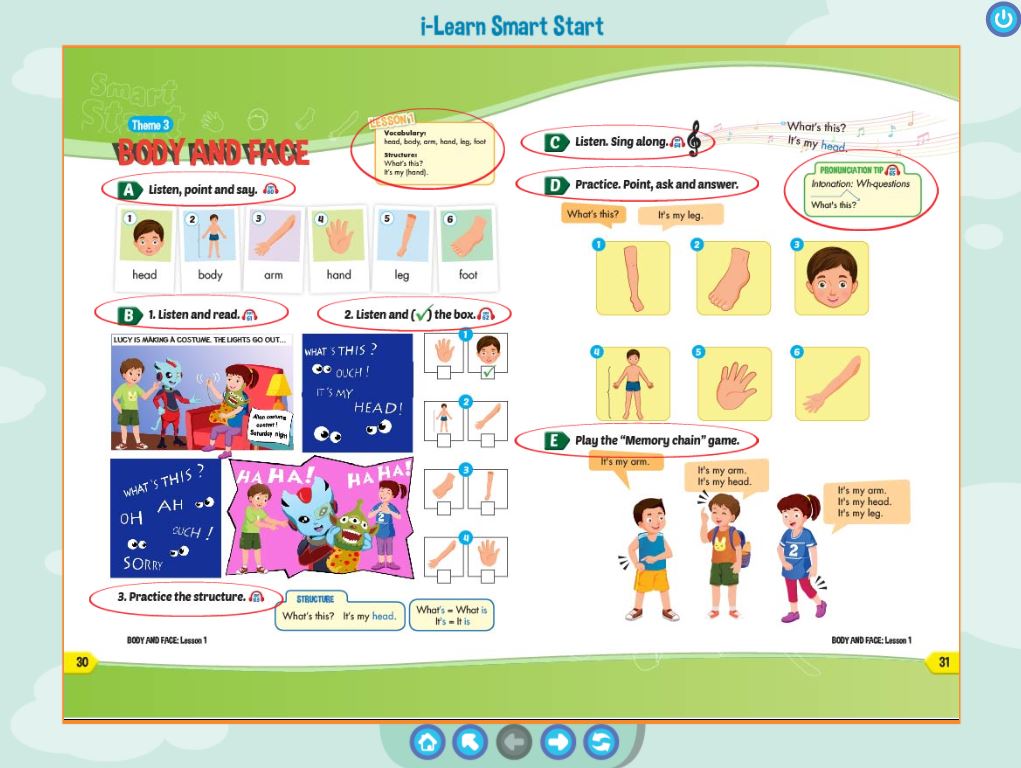 i-Learn Smart Start
Smart
Start
Theme 3
BODY AND FACE
LESSON 1
Vocabulary:
head, body, arm, hand, leg, foot
Structure:
What's this?
It's my (hand).
A Listen, point and say.
1
2
3
4
5
6
head
body
arm
hand
leg
foot
B 1. Listen and read.
LUCY IS MAKING A COSTUME. THE LIGHTS GO OUT...
Alien costume
contest!
Saturday night
WHAT'S THIS?
OUCH!
IT'S MY
HEAD!
WHAT'S THIS?
AH
OH
OUCH!
SORRY
HA HA!
HA HA!
2
2. Listen and (✓) the box.
1
2
3
4
3. Practice the structure.
STRUCTURE
What's this? It's my head.
What's = What is
It's = It is
BODY AND FACE: Lesson 1
30
C Listen. Sing along.
What's this?
It's my head.
D Practice. Point, ask and answer.
PRONUNCIATION TIP
Intonation: Wh-questions
What's this?
What's this?
It's my leg.
1
2
3
4
5
6
E Play the “Memory chain” game.
It's my arm.
It's my arm.
It's my head.
It's my arm.
It's my head.
It's my leg.
2
BODY AND FACE: Lesson 1
31